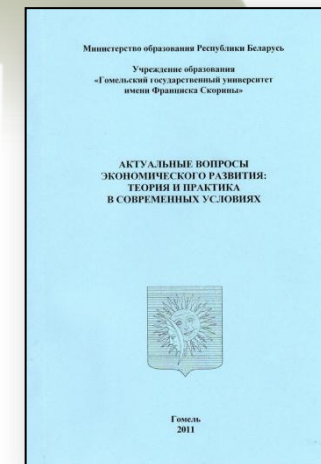 Министерство образования Республики Беларусь
Учреждение образования
«Гомельский государственный университет
имени Франциска Скорины»
АКТУАЛЬНЫЕ ВОПРОСЫ
ЭКОНОМИЧЕСКОГО РАЗВИТИЯ:
ТЕОРИЯ И ПРАКТИКА
В СОВРЕМЕННЫХ УСЛОВИЯХ
Гомель
2011